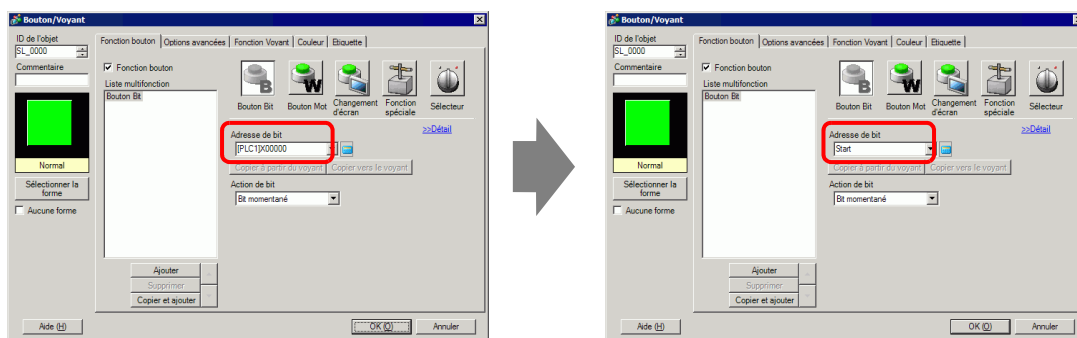 Bouton/Voyant
ID de l'objet
SL_0000
Commentaire
Normal
Sélectionner la
forme
Aucune forme
Fonction bouton
Options avancées
Fonction Voyant
Couleur
Etiquette
Fonction bouton
Liste multifonction
Bouton Bit
Bouton Bit
Bouton Mot
Changement
d'écran
Fonction
spéciale
Sélecteur
>>Détail
Adresse de bit
[PLC1]X00000
Copier à partir du voyant
Copier vers le voyant
Action de bit
Bit momentané
Ajouter
Supprimer
Copier et ajouter
Aide (H)
OK (O)
Annuler
Bouton/Voyant
ID de l'objet
SL_0000
Commentaire
Normal
Sélectionner la
forme
Aucune forme
Fonction bouton
Options avancées
Fonction Voyant
Couleur
Etiquette
Fonction bouton
Liste multifonction
Bouton Bit
Bouton Bit
Bouton Mot
Changement
d'écran
Fonction
spéciale
Sélecteur
>>Détail
Adresse de bit
Start
Copier à partir du voyant
Copier vers le voyant
Action de bit
Bit momentané
Ajouter
Supprimer
Copier et ajouter
Aide (H)
OK (O)
Annuler